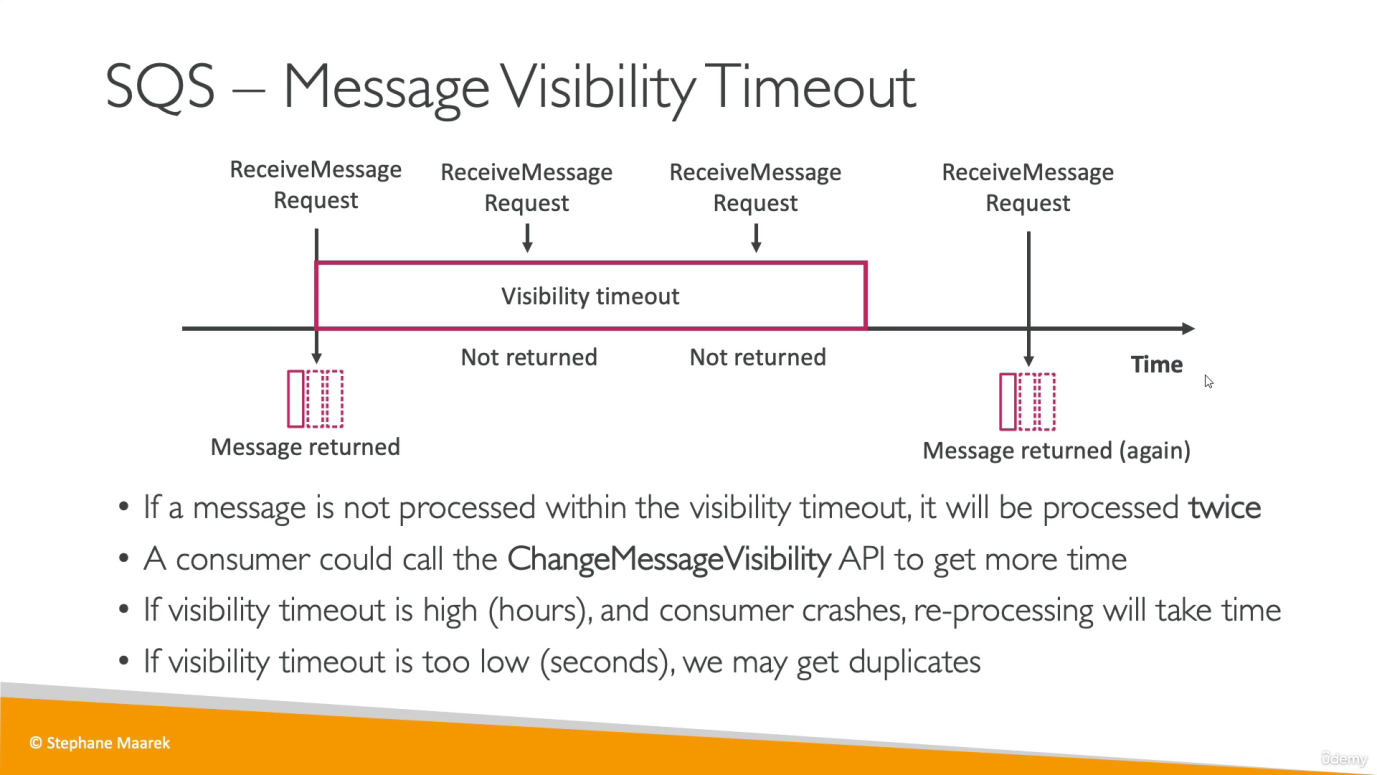 SQS – Message Visibility Timeout
ReceiveMessage
Request
ReceiveMessage
Request
ReceiveMessage
Request
ReceiveMessage
Request
Visibility timeout
Not returned
Not returned
Time
Message returned
Message returned (again)
• If a message is not processed within the visibility timeout, it will be processed twice
• A consumer could call the ChangeMessageVisibility API to get more time
• If visibility timeout is high (hours), and consumer crashes, re-processing will take time
• If visibility timeout is too low (seconds), we may get duplicates
© Stephane Maarek
ûdemy